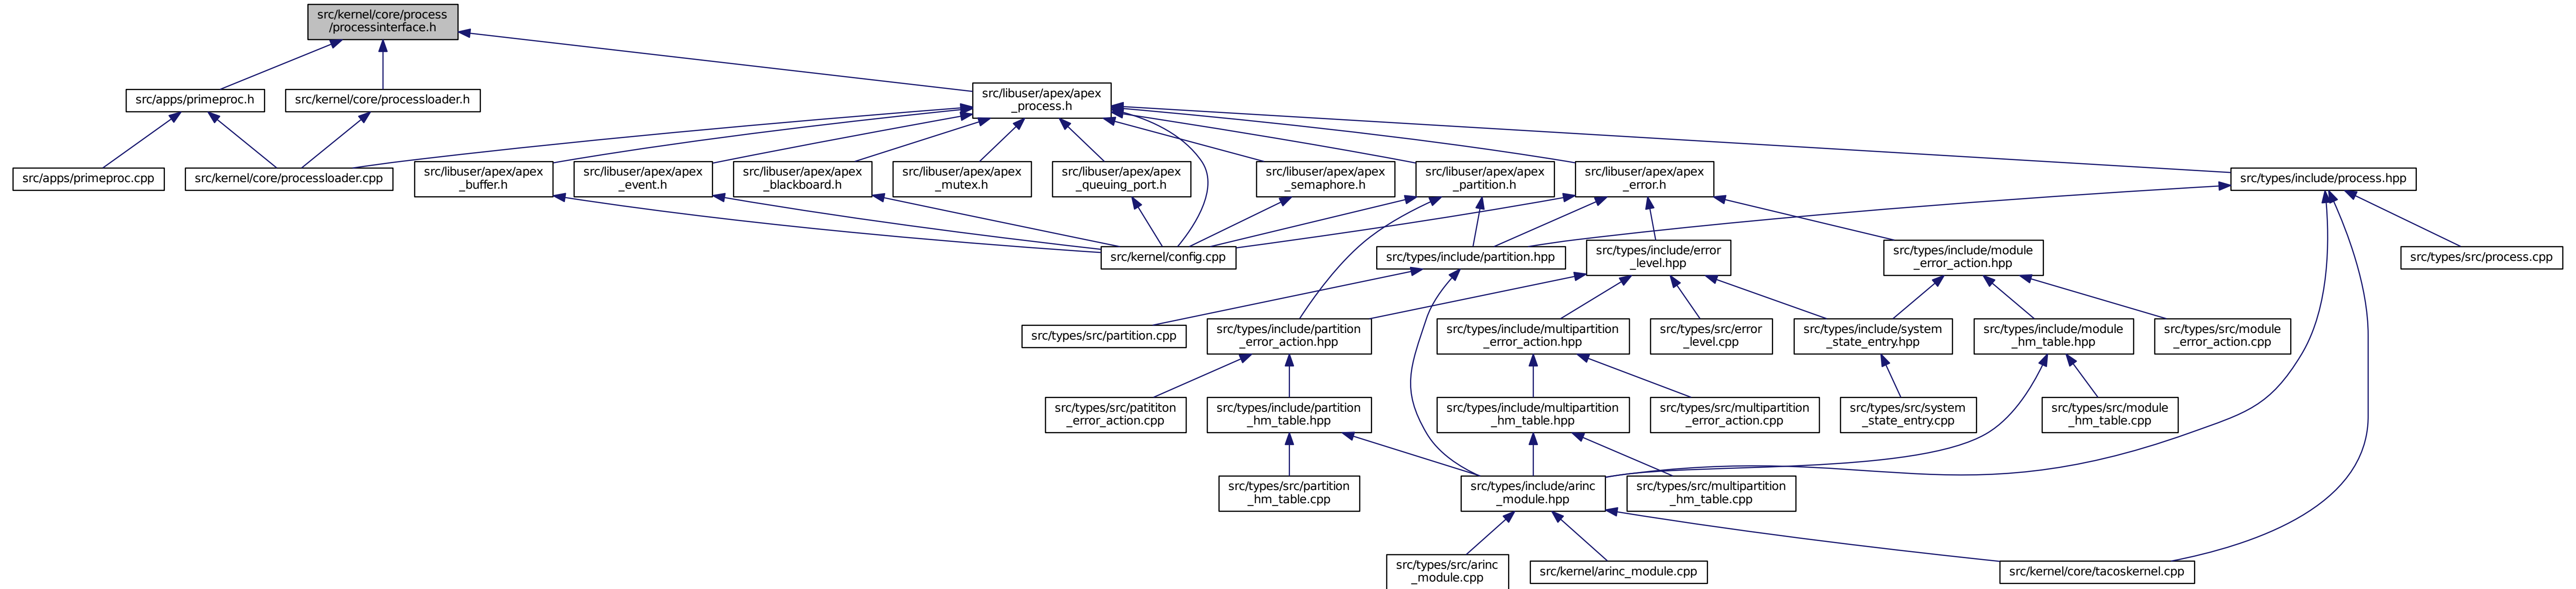 src/kernel/core/process
/processinterface.h
src/apps/primeproc.h
src/kernel/core/processloader.h
src/libuser/apex/apex
_process.h
src/apps/primeproc.cpp
src/kernel/core/processloader.cpp
src/libuser/apex/apex
_buffer.h
src/libuser/apex/apex
_event.h
src/libuser/apex/apex
_blackboard.h
src/libuser/apex/apex
_mutex.h
src/libuser/apex/apex
_queuing_port.h
src/libuser/apex/apex
_semaphore.h
src/libuser/apex/apex
_partition.h
src/libuser/apex/apex
_error.h
src/types/include/process.hpp
src/kernel/config.cpp
src/types/include/partition.hpp
src/types/include/error
_level.hpp
src/types/include/module
_error_action.hpp
src/types/src/process.cpp
src/types/src/partition.cpp
src/types/include/partition
_error_action.hpp
src/types/include/multipartition
_error_action.hpp
src/types/src/error
_level.cpp
src/types/include/system
_state_entry.hpp
src/types/include/module
_hm_table.hpp
src/types/src/module
_error_action.cpp
src/types/src/patititon
_error_action.cpp
src/types/include/partition
_hm_table.hpp
src/types/include/multipartition
_hm_table.hpp
src/types/src/multipartition
_error_action.cpp
src/types/src/system
_state_entry.cpp
src/types/src/module
_hm_table.cpp
src/types/src/partition
_hm_table.cpp
src/types/include/arinc
_module.hpp
src/types/src/multipartition
_hm_table.cpp
src/types/src/arinc
_module.cpp
src/kernel/arinc_module.cpp
src/kernel/core/tacoskernel.cpp